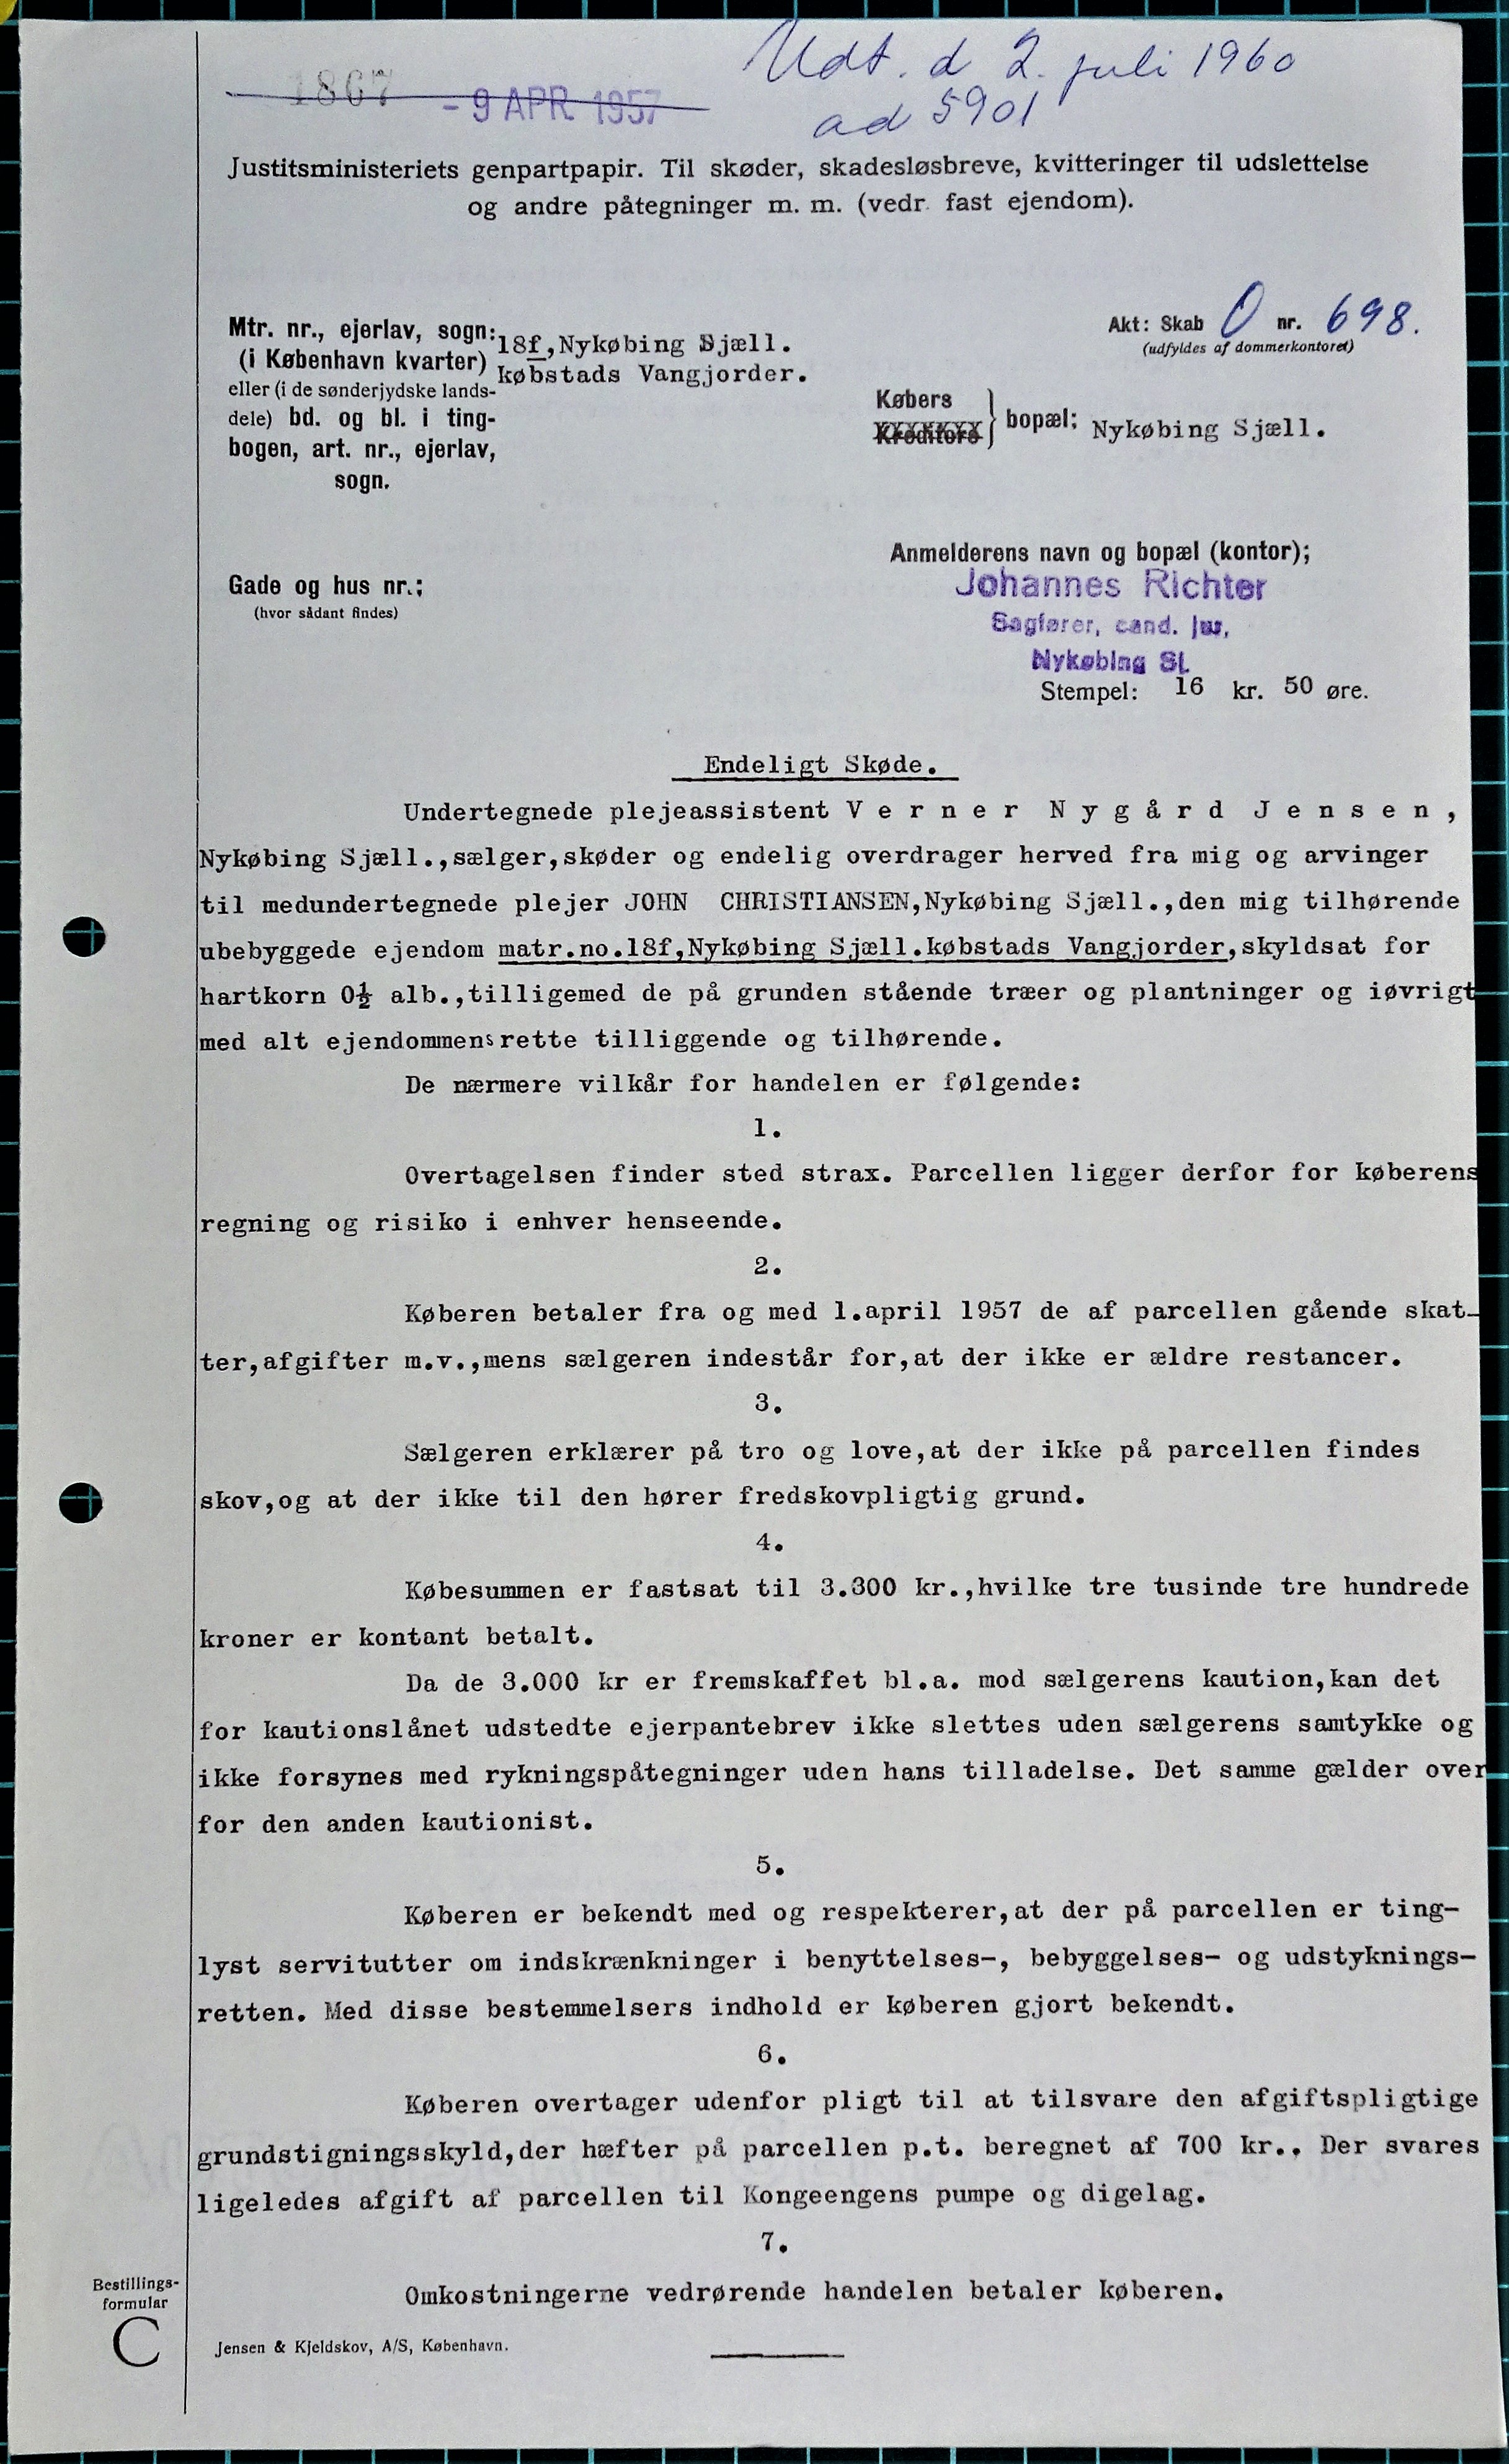 Udt. d 2. juli 1960
1867 - 9 APR. 1957
ad 5901
Justitsministeriets genpartpapir. Til skøder, skadesløsbreve, kvitteringer til udslettelse
og andre påtegninger m. m. (vedr. fast ejendom).
Mtr. nr., ejerlav, sogn: 18f, Nykøbing Sjæll.
(i København kvarter) købstads Vangjorder.
eller (i de sønderjydske lands-
dele) bd. og bl. i ting-
bogen, art. nr., ejerlav,
sogn.
Akt: Skab O nr. 698.
(udfyldes af dommerkontoret)
Købers
Kreditors
bopæl: Nykøbing Sjæll.
Gade og hus nr.:
(hvor sådant findes)
Anmelderens navn og bopæl (kontor);
Johannes Richter
Sagfører, cand. jur.
Nykøbing Sj.
Stempel: 16 kr. 50 øre.
Endeligt Skøde.
Undertegnede plejeassistent V e r n e r N y g å r d J e n s e n ,
Nykøbing Sjæll.,sælger,skøder og endelig overdrager herved fra mig og arvinger
til medundertegnede plejer JOHN CHRISTIANSEN,Nykøbing Sjæll.,den mig tilhørende
ubebyggede ejendom matr.no.18f,Nykøbing Sjæll.købstads Vangjorder,skyldsat for
hartkorn 0½ alb.,tilligemed de på grunden stående træer og plantninger og iøvrigt
med alt ejendommens rette tilliggende og tilhørende.
De nærmere vilkår for handelen er følgende:
1.
Overtagelsen finder sted strax. Parcellen ligger derfor for køberens
regning og risiko i enhver henseende.
2.
Køberen betaler fra og med 1.april 1957 de af parcellen gående skat-
ter,afgifter m.v.,mens sælgeren indestår for,at der ikke er ældre restancer.
3.
Sælgeren erklærer på tro og love,at der ikke på parcellen findes
skov,og at der ikke til den hører fredskovpligtig grund.
4.
Købesummen er fastsat til 3.300 kr.,hvilke tre tusinde tre hundrede
kroner er kontant betalt.
Da de 3.000 kr er fremskaffet bl.a. mod sælgerens kaution,kan det
for kautionslånet udstedte ejerpantebrev ikke slettes uden sælgerens samtykke og
ikke forsynes med rykningspåtegninger uden hans tilladelse. Det samme gælder over
for den anden kautionist.
5.
Køberen er bekendt med og respekterer,at der på parcellen er ting-
lyst servitutter om indskrænkninger i benyttelses-, bebyggelses- og udstyknings-
retten. Med disse bestemmelsers indhold er køberen gjort bekendt.
6.
Køberen overtager udenfor pligt til at tilsvare den afgiftspligtige
grundstigningsskyld,der hæfter på parcellen p.t. beregnet af 700 kr.. Der svares
ligeledes afgift af parcellen til Kongeengens pumpe og digelag.
7.
Omkostningerne vedrørende handelen betaler køberen.
Bestillings-
formular
C
Jensen & Kjeldskov, A/S, København.